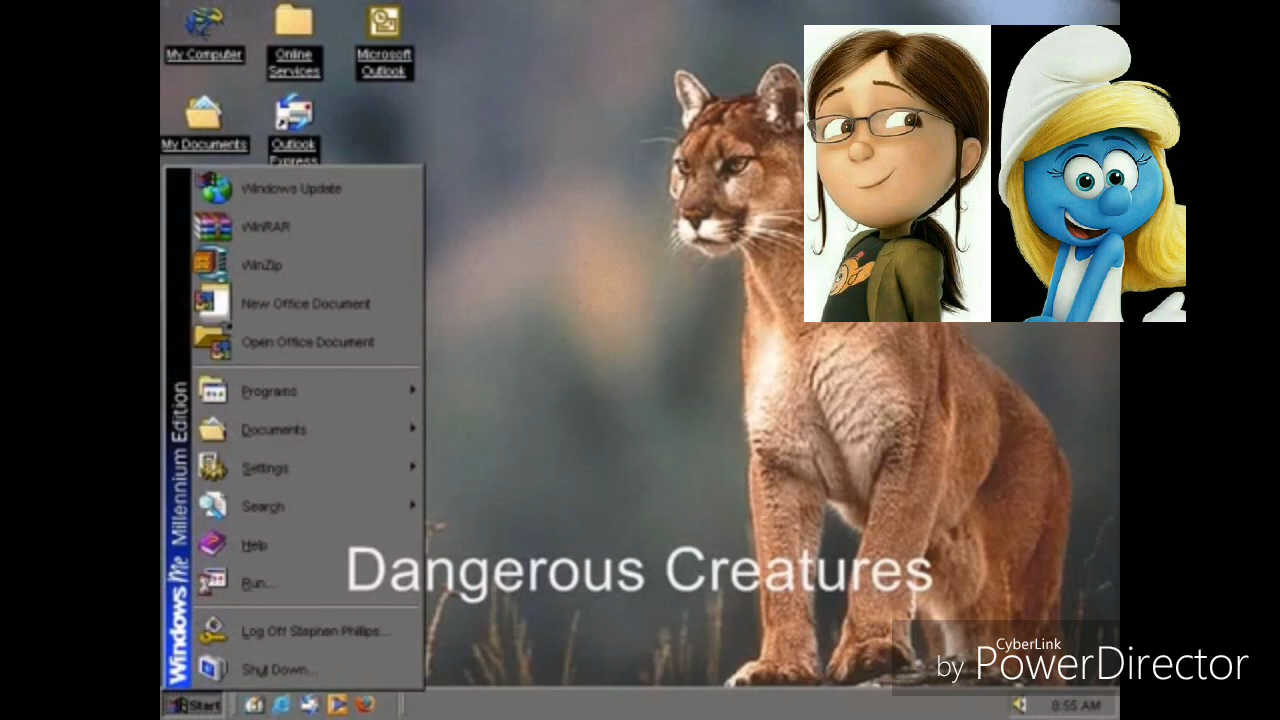 My Computer
Online
Services
Microsoft
Outlook
My Documents
Outlook
Express
Windows Update
WinRAR
WinZip
New Office Document
Open Office Document
Programs
Documents
Settings
Search
Help
Run...
Log Off Stephen Phillips...
Shut Down...
Windows Me Millennium Edition
Dangerous Creatures
CyberLink
by PowerDirector
Start
8:55 AM